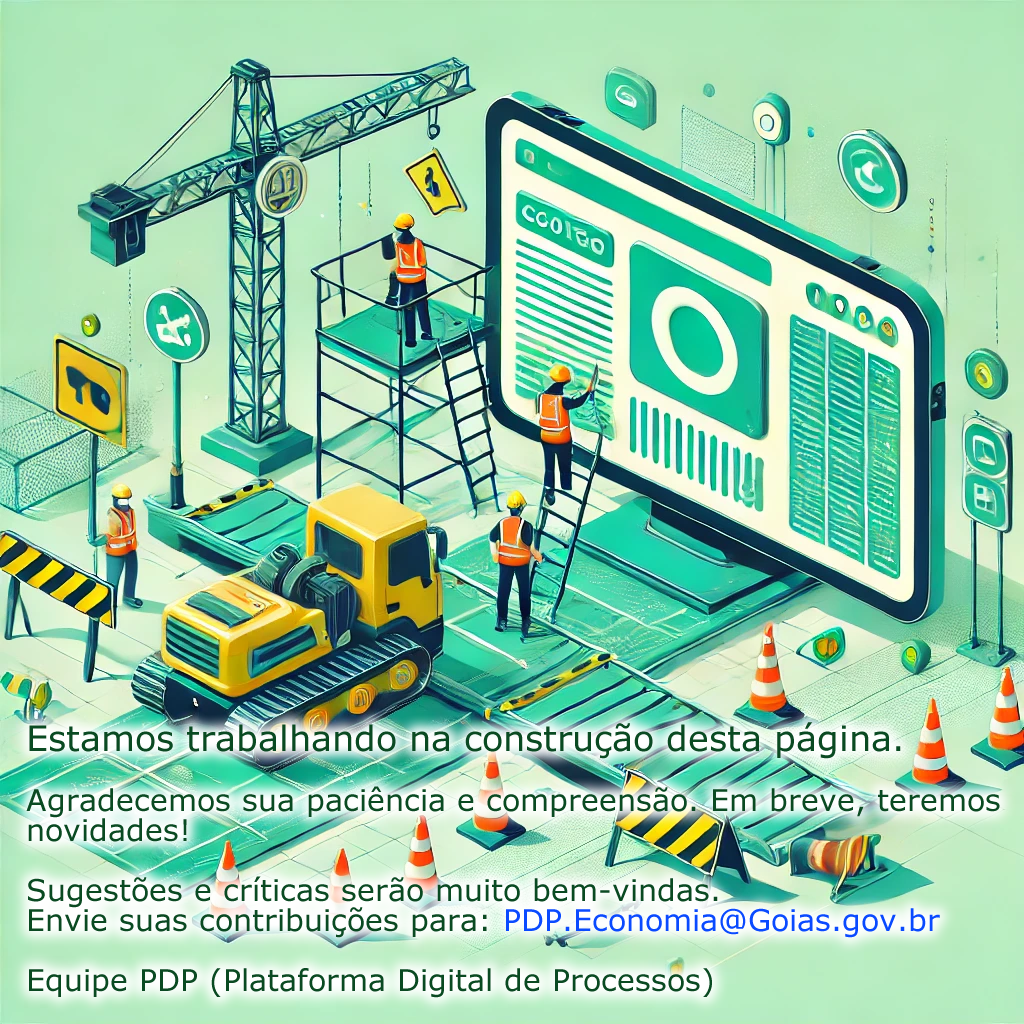 Estamos trabalhando na construção desta página.
Agradecemos sua paciência e compreensão. Em breve, teremos
novidades!
Sugestões e críticas serão muito bem-vindas.
Envie suas contribuições para: PDP.Economia@Goias.gov.br
Equipe PDP (Plataforma Digital de Processos)